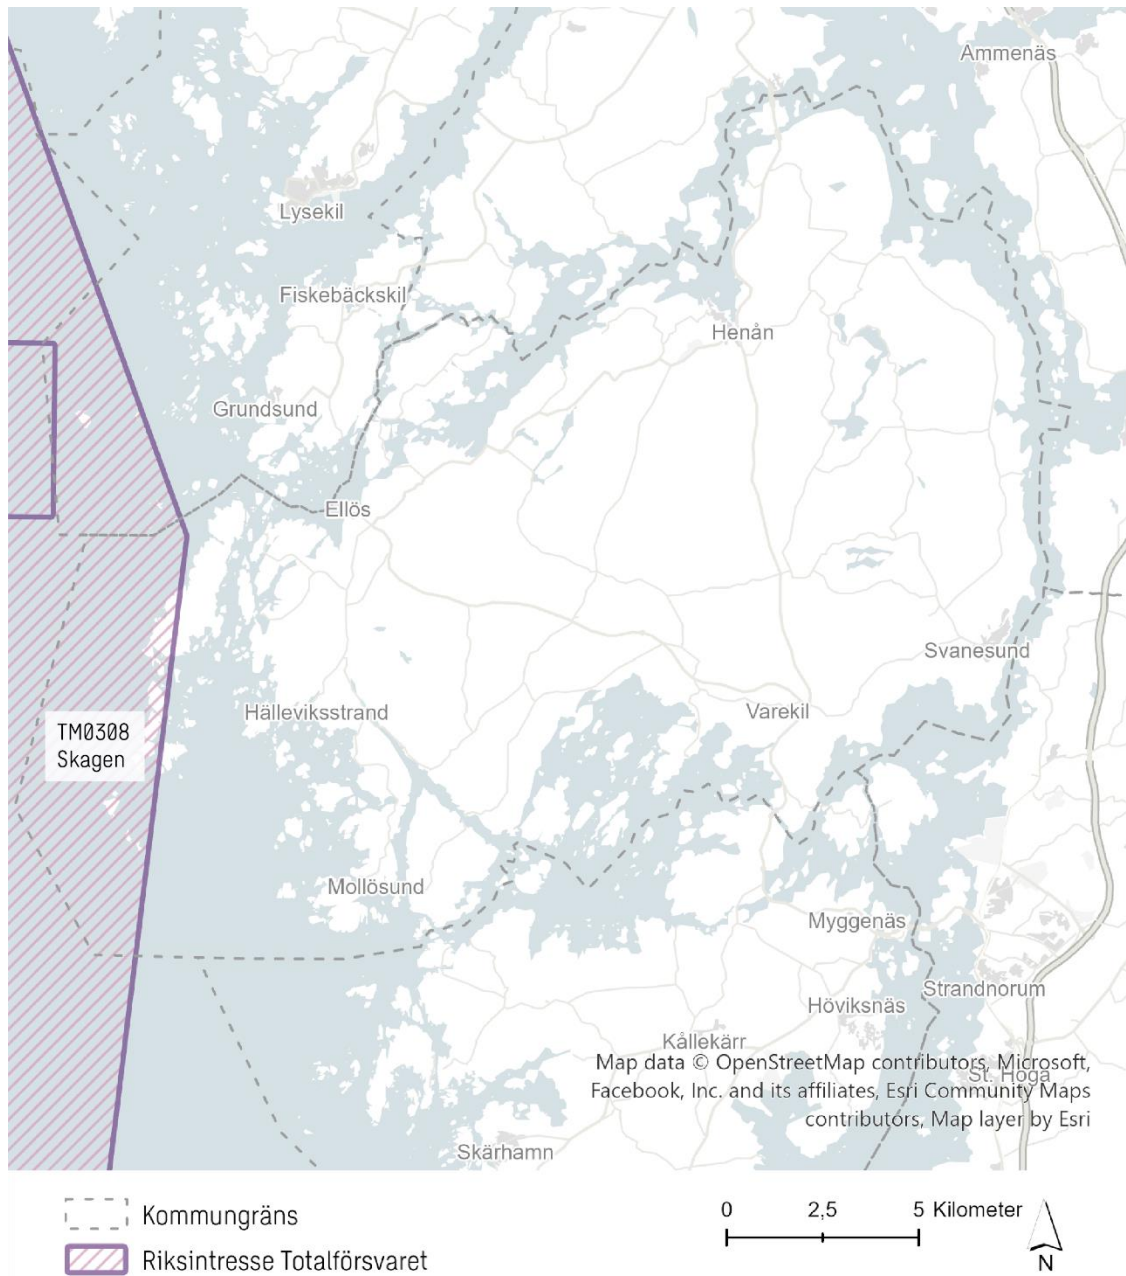 Ammenäs
Lysekil
Fiskebäckskil
Henån
Grundsund
Ellös
Svanesund
Hälleviksstrand
Varekil
TM0308
Skagen
Mollösund
Myggenäs
Strandnorum
Höviksnäs
Kållekärr
St. Höga
Map data © OpenStreetMap contributors, Microsoft,
Facebook, Inc. and its affiliates, Esri Community Maps
contributors, Map layer by Esri
Skärhamn
Kommungräns
Riksintresse Totalförsvaret
0 2,5 5 Kilometer
N